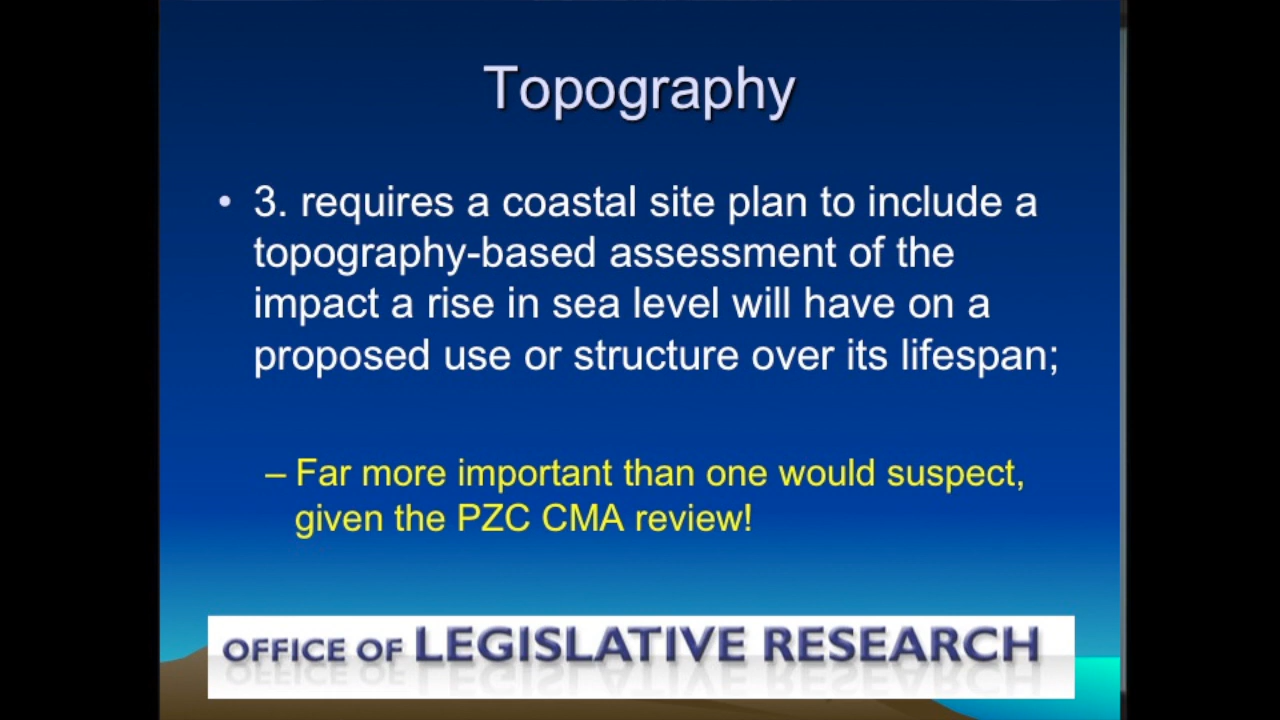 Topography
• 3. requires a coastal site plan to include a
topography-based assessment of the
impact a rise in sea level will have on a
proposed use or structure over its lifespan;
– Far more important than one would suspect,
given the PZC CMA review!
OFFICE OF LEGISLATIVE RESEARCH